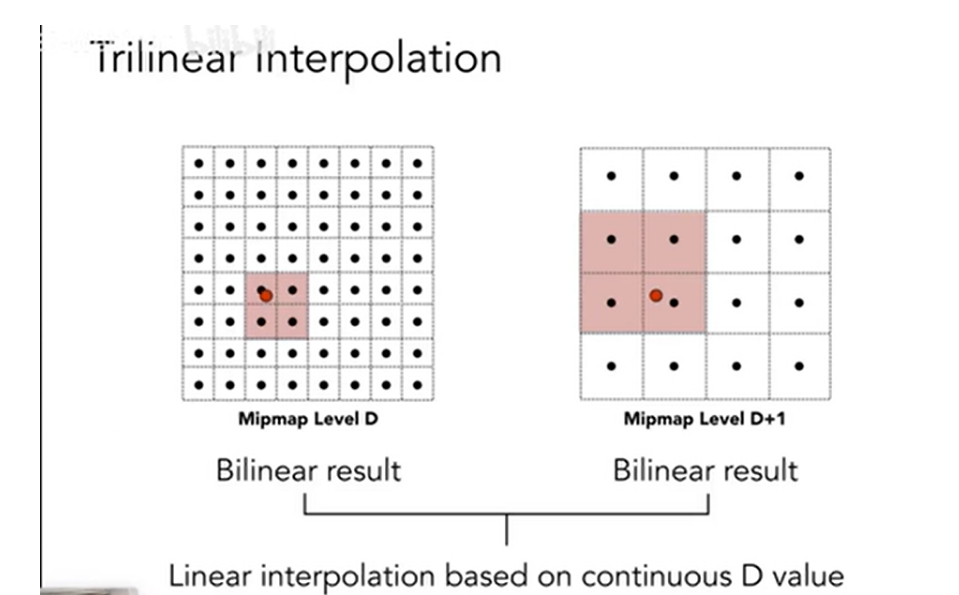 Trilinear Interpolation
Mipmap Level D
Mipmap Level D+1
Bilinear result
Bilinear result
Linear interpolation based on continuous D value